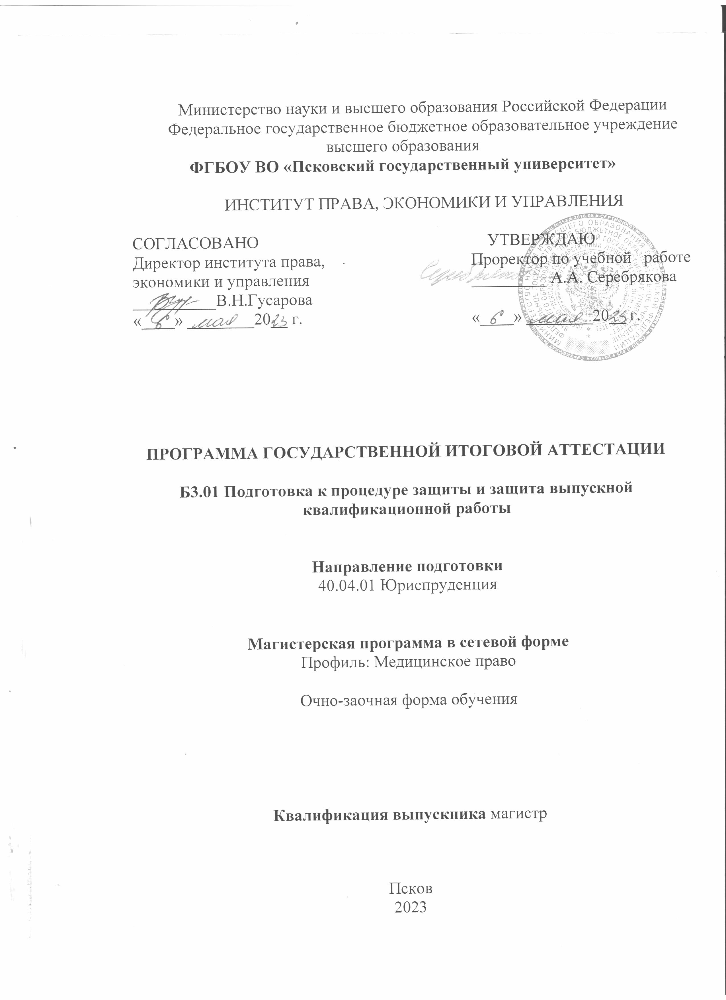 Министерство науки и высшего образования Российской Федерации
Федеральное государственное бюджетное образовательное учреждение
высшего образования
ФГБОУ ВО «Псковский государственный университет»
ИНСТИТУТ ПРАВА, ЭКОНОМИКИ И УПРАВЛЕНИЯ
СОГЛАСОВАНО
Директор института права,
экономики и управления
В.Н.Гусарова
«6» мая 2023 г.
УТВЕРЖДАЮ
Проректор по учебной работе
А.А. Серебрякова
«6» мая 2023 г.
ПРОГРАММА ГОСУДАРСТВЕННОЙ ИТОГОВОЙ АТТЕСТАЦИИ
Б3.01 Подготовка к процедуре защиты и защита выпускной
квалификационной работы
Направление подготовки
40.04.01 Юриспруденция
Магистерская программа в сетевой форме
Профиль: Медицинское право
Очно-заочная форма обучения
Квалификация выпускника магистр
Псков
2023